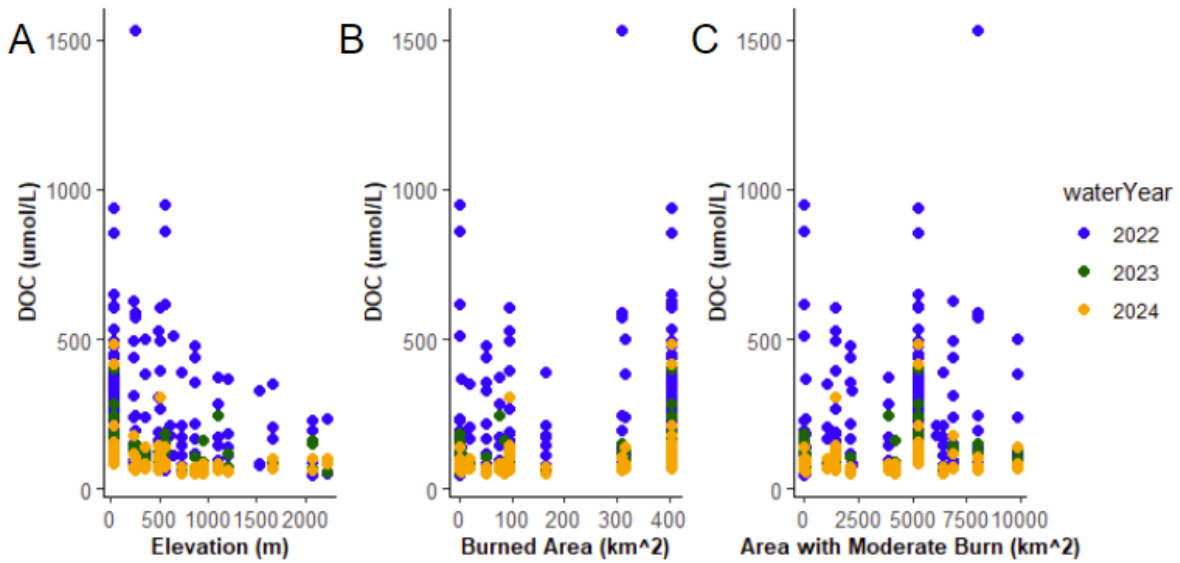 A
B
C
1500
1000
500
0
DOC (umol/L)
0 500 1000 1500 2000
Elevation (m)
1500
1000
500
0
DOC (umol/L)
0 100 200 300 400
Burned Area (km^2)
1500
1000
500
0
DOC (umol/L)
0 2500 5000 7500 10000
Area with Moderate Burn (km^2)
waterYear
2022
2023
2024